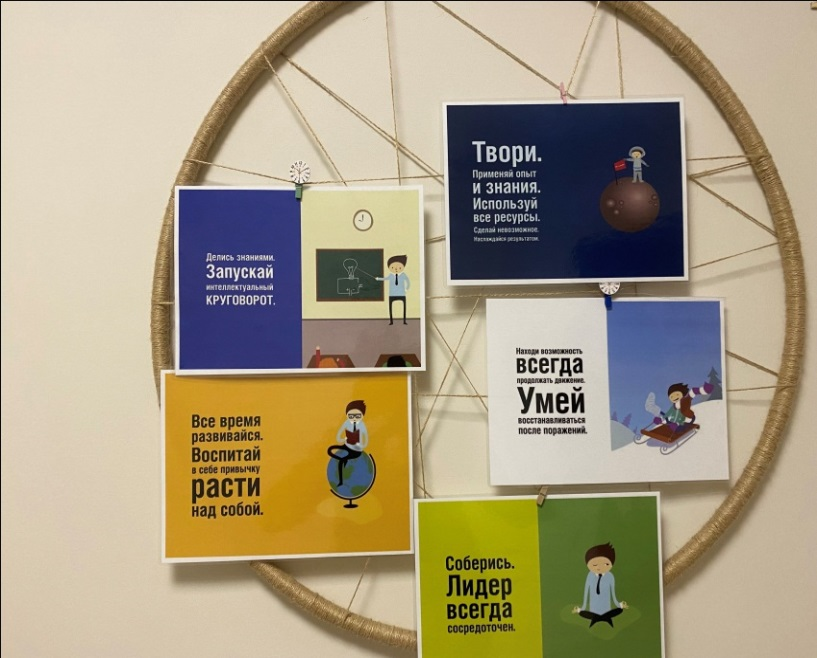 Твори.
Применяй опыт
и знания.
Используй
все ресурсы.
Сделай невозможное.
Наслаждайся результатом.
Делись знаниями.
Запускай
интеллектуальный
КРУГОВОРОТ.
Находи возможность
всегда
продолжать движение.
Умей
восстанавливаться
после поражений.
Все время
развивайся.
Воспитай
в себе привычку
расти
над собой.
Соберись.
Лидер
всегда
сосредоточен.